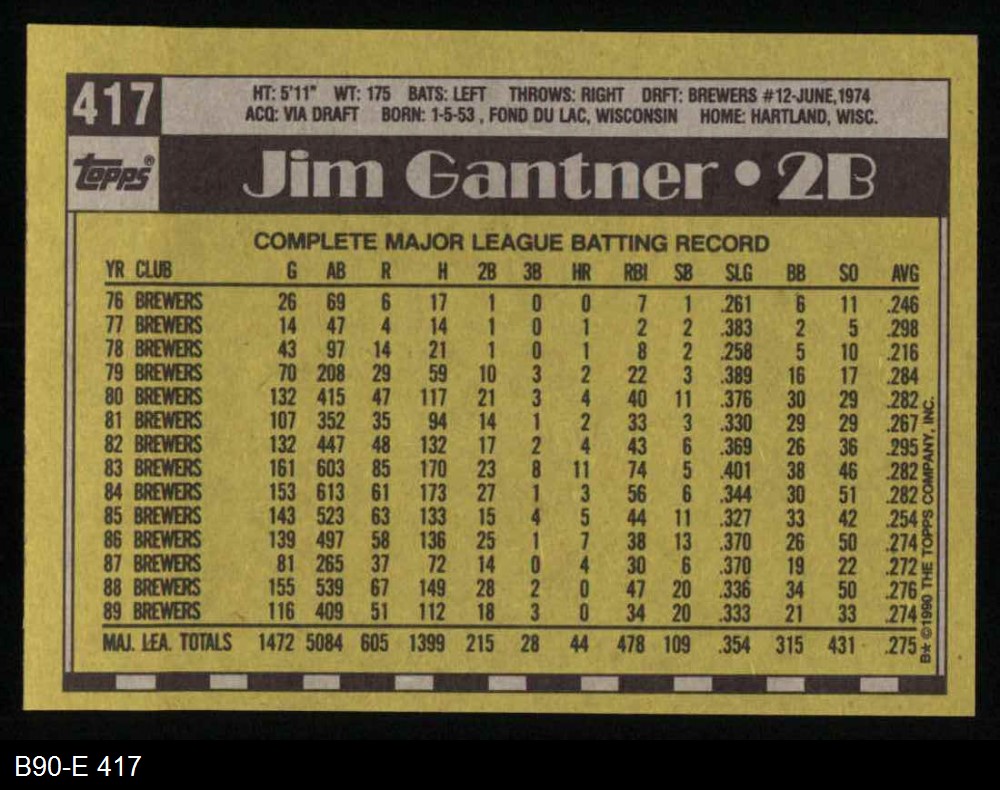 417
HT: 5'11" WT: 175 BATS: LEFT THROWS: RIGHT DRFT: BREWERS #12-JUNE,1974
ACQ: VIA DRAFT BORN: 1-5-53 , FOND DU LAC, WISCONSIN HOME: HARTLAND, WISC.
topps®
Jim Gantner • 2B
COMPLETE MAJOR LEAGUE BATTING RECORD
YR CLUB G AB R H 2B 3B HR RBI SB SLG BB SO AVG
76 BREWERS 26 69 6 17 1 0 0 7 1 .261 6 11 .246
77 BREWERS 14 47 4 14 1 0 1 2 2 .383 2 5 .298
78 BREWERS 43 97 14 21 1 0 1 8 2 .258 5 10 .216
79 BREWERS 70 208 29 59 10 3 2 22 3 .389 16 17 .284
80 BREWERS 132 415 47 117 21 3 4 40 11 .376 30 29 .282
81 BREWERS 107 352 35 94 14 1 2 33 3 .330 29 29 .267
82 BREWERS 132 447 48 132 17 2 4 43 6 .369 26 36 .295
83 BREWERS 161 603 85 170 23 8 11 74 5 .401 38 46 .282
84 BREWERS 153 613 61 173 27 1 3 56 6 .344 30 51 .282
85 BREWERS 143 523 63 133 15 4 5 44 11 .327 33 42 .254
86 BREWERS 139 497 58 136 25 1 7 38 13 .370 26 50 .274
87 BREWERS 81 265 37 72 14 0 4 30 6 .370 19 22 .272
88 BREWERS 155 539 67 149 28 2 0 47 20 .336 34 50 .276
89 BREWERS 116 409 51 112 18 3 0 34 20 .333 21 33 .274
MAJ. LEA. TOTALS 1472 5084 605 1399 215 28 44 478 109 .354 315 431 .275
B* ©1990 THE TOPPS COMPANY, INC.
B90-E 417